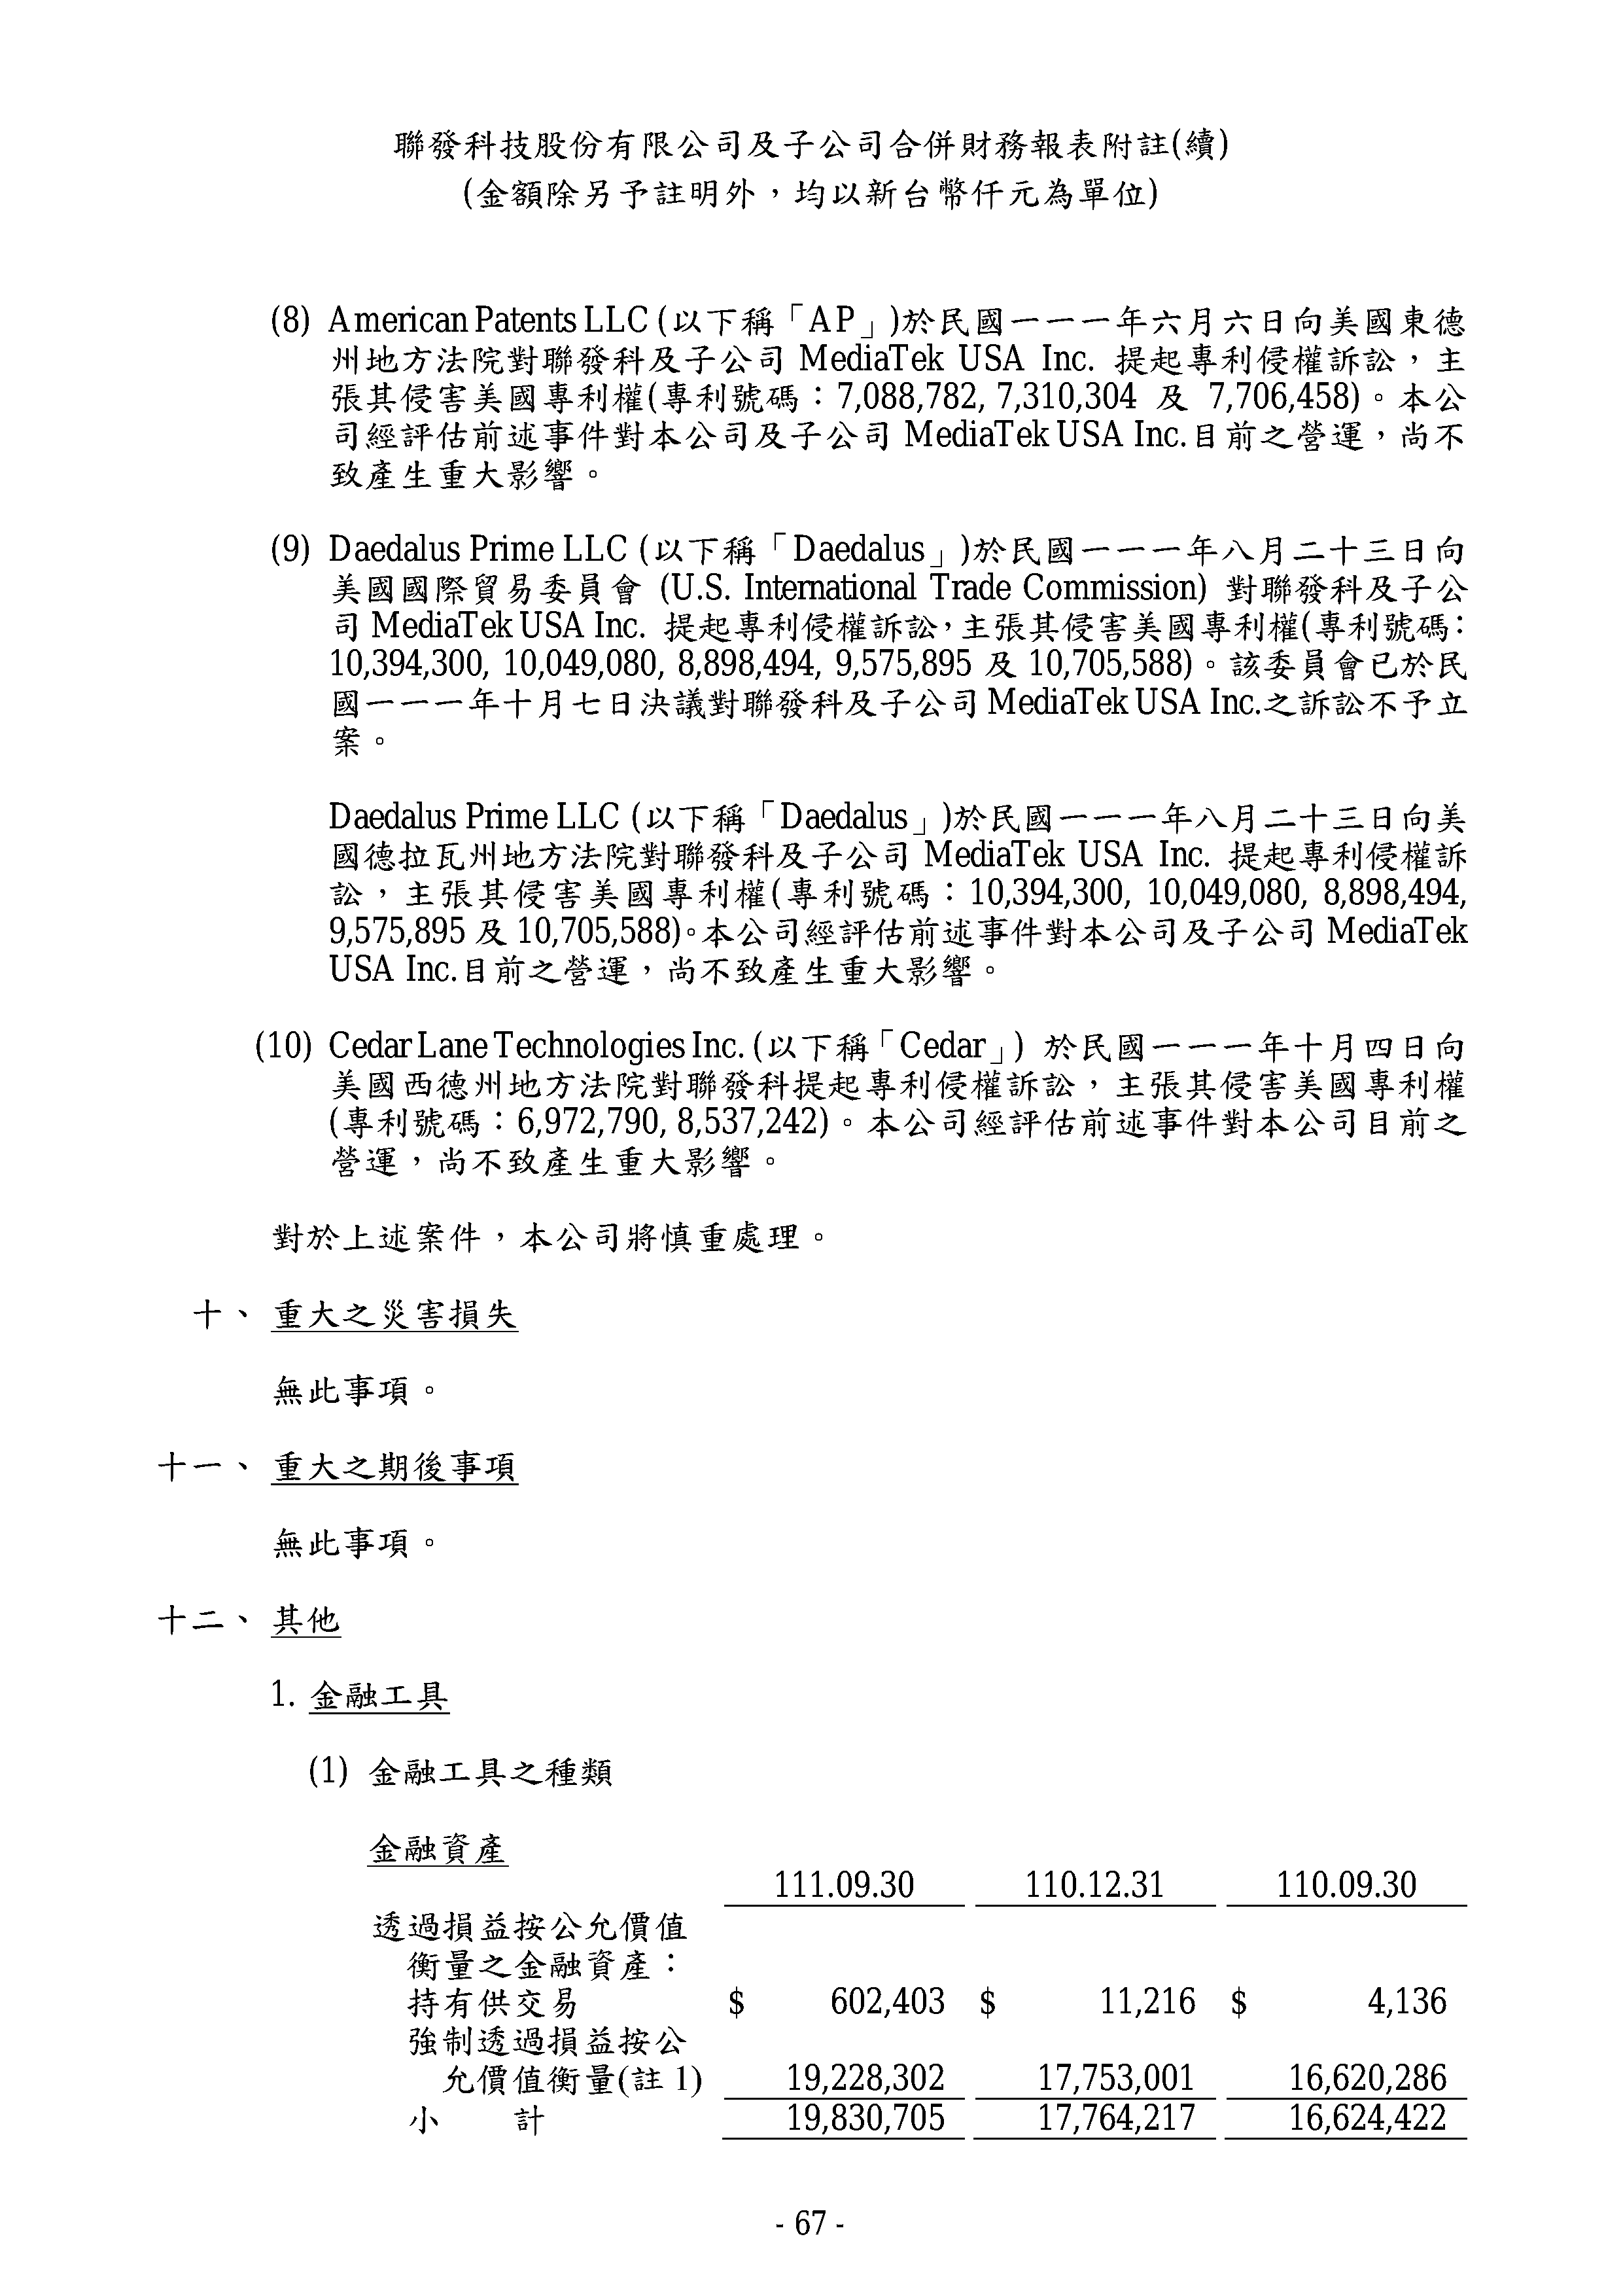 聯發科技股份有限公司及子公司合併財務報表附註(續)
(金額除另予註明外，均以新台幣仟元為單位)
(8) American Patents LLC (以下稱「AP」)於民國一一一年六月六日向美國東德
州地方法院對聯發科及子公司 MediaTek USA Inc. 提起專利侵權訴訟，主
張其侵害美國專利權(專利號碼：7,088,782, 7,310,304 及 7,706,458)。本公
司經評估前述事件對本公司及子公司 MediaTek USA Inc.目前之營運，尚不
致產生重大影響。
(9) Daedalus Prime LLC (以下稱「Daedalus」)於民國一一一年八月二十三日向
美國國際貿易委員會 (U.S. International Trade Commission) 對聯發科及子公
司 MediaTek USA Inc. 提起專利侵權訴訟，主張其侵害美國專利權(專利號碼：
10,394,300, 10,049,080, 8,898,494, 9,575,895 及 10,705,588)。該委員會已於民
國一一一年十月七日決議對聯發科及子公司 MediaTek USA Inc.之訴訟不予立
案。
Daedalus Prime LLC (以下稱「Daedalus」)於民國一一一年八月二十三日向美
國德拉瓦州地方法院對聯發科及子公司 MediaTek USA Inc. 提起專利侵權訴
訟，主張其侵害美國專利權(專利號碼：10,394,300, 10,049,080, 8,898,494,
9,575,895 及 10,705,588)。本公司經評估前述事件對本公司及子公司 MediaTek
USA Inc.目前之營運，尚不致產生重大影響。
(10) Cedar Lane Technologies Inc. (以下稱「Cedar」) 於民國一一一年十月四日向
美國西德州地方法院對聯發科提起專利侵權訴訟，主張其侵害美國專利權
(專利號碼：6,972,790, 8,537,242)。本公司經評估前述事件對本公司目前之
營運，尚不致產生重大影響。
對於上述案件，本公司將慎重處理。
十、 重大之災害損失
無此事項。
十一、 重大之期後事項
無此事項。
十二、 其他
1. 金融工具
(1) 金融工具之種類
金融資產
111.09.30 110.12.31 110.09.30
透過損益按公允價值
衡量之金融資產：
持有供交易 $ 602,403 $ 11,216 $ 4,136
強制透過損益按公
允價值衡量(註 1) 19,228,302 17,753,001 16,620,286
小 計 19,830,705 17,764,217 16,624,422
- 67 -